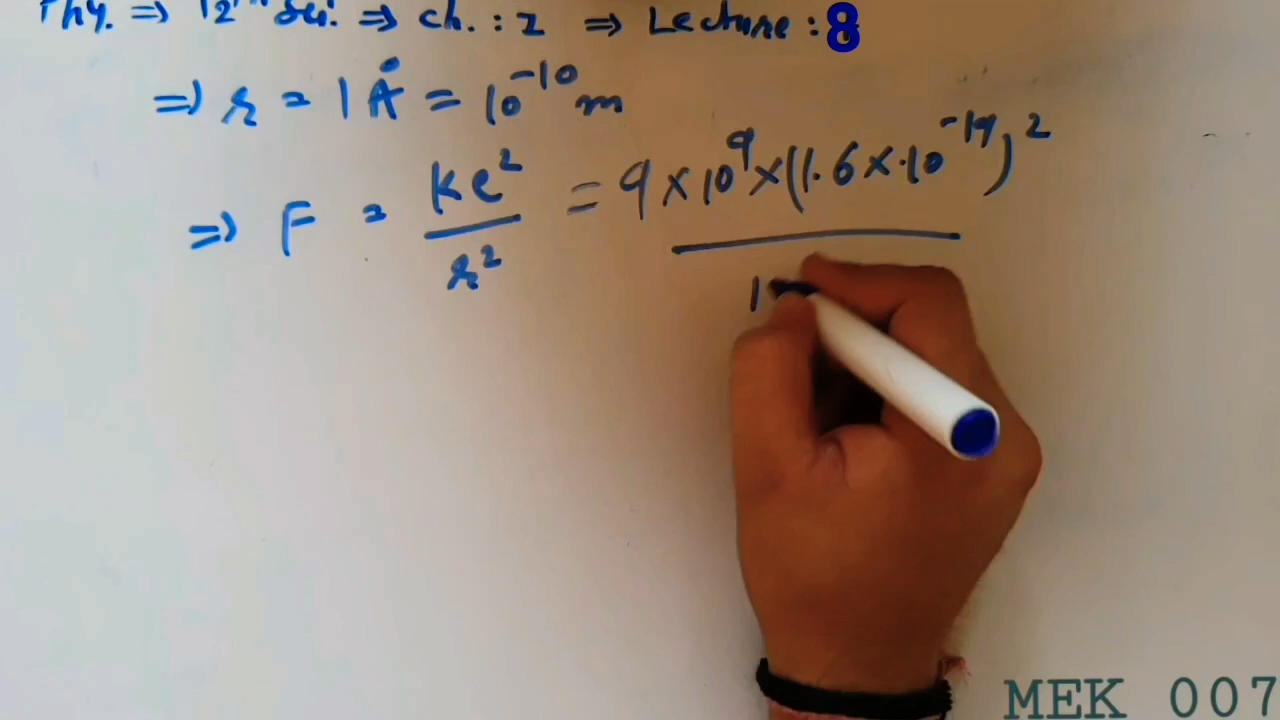 Phy. ⇒ 12th Sci. ⇒ ch. : 2 ⇒ Lecture : 8
⇒ r = 1 Å = 10⁻¹⁰ m
⇒ F = ke²/r² = 9 × 10⁹ × (1.6 × 10⁻¹⁹)² / 1
MEK 007